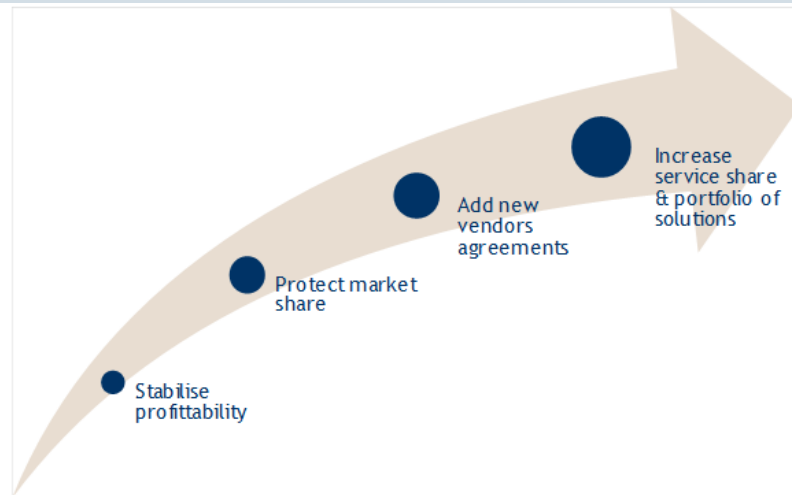 Increase
service share
& portfolio of
solutions
Add new
vendors
agreements
Protect market
share
Stabilise
profittability